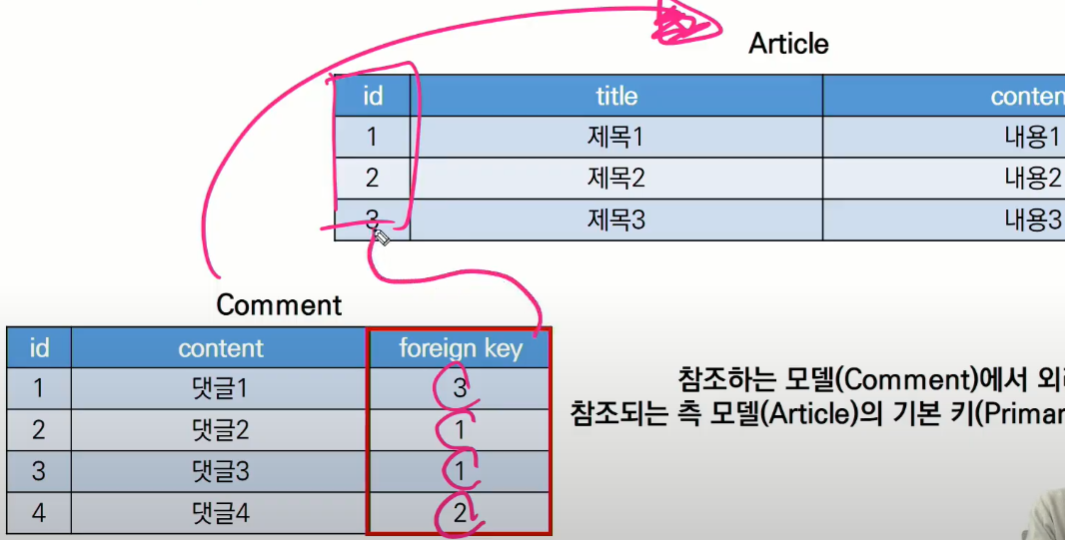 Article
id title conten
1 제목1 내용1
2 제목2 내용2
3 제목3 내용3
Comment
id content foreign key
1 댓글1 3
2 댓글2 1
3 댓글3 1
4 댓글4 2
참조하는 모델(Comment)에서 외
참조되는 측 모델(Article)의 기본 키(Primar